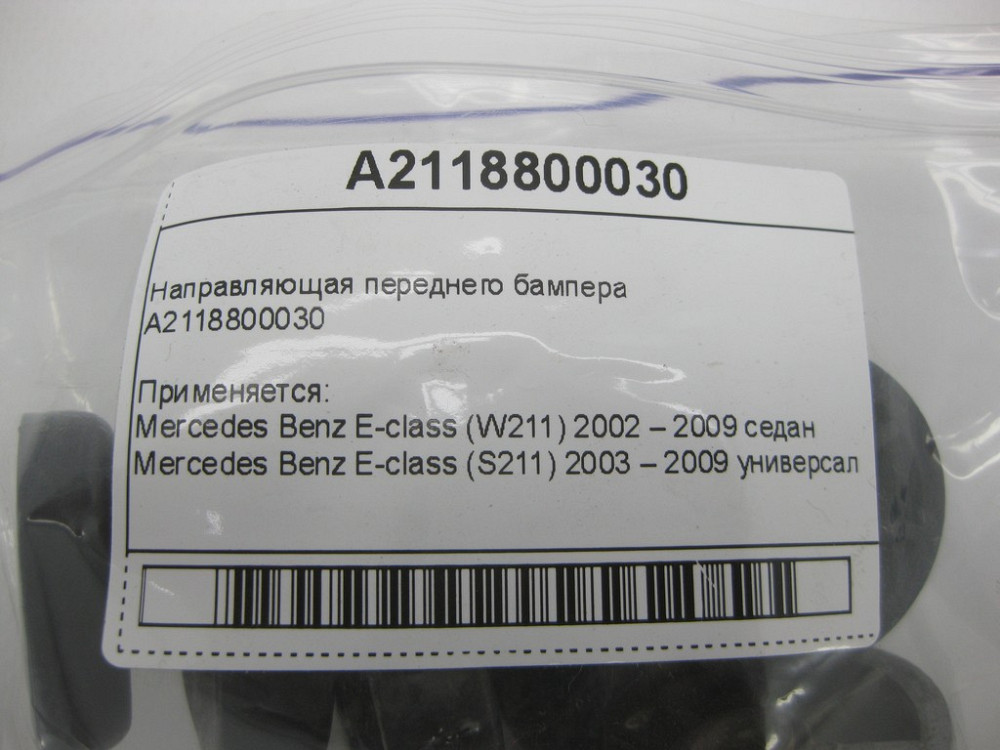 A2118800030
Направляющая переднего бампера
A2118800030
Применяется:
Mercedes Benz E-class (W211) 2002 – 2009 седан
Mercedes Benz E-class (S211) 2003 – 2009 универсал